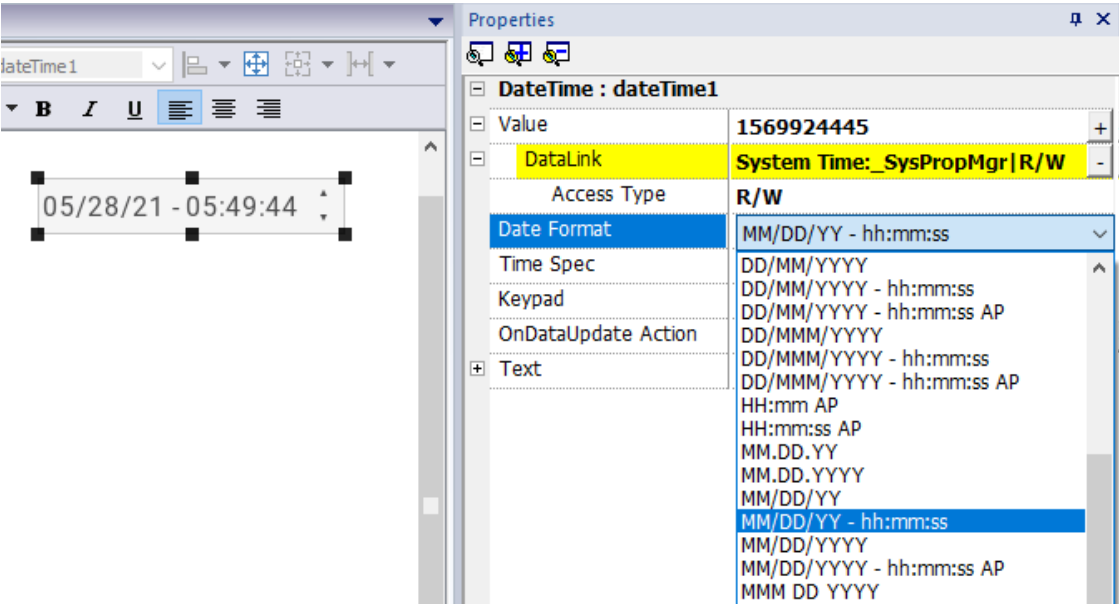 Properties
dateTime1
B I U
05/28/21 - 05:49:44
DateTime : dateTime1
Value 1569924445 +
DataLink System Time:_SysPropMgr|R/W -
Access Type R/W
Date Format MM/DD/YY - hh:mm:ss
Time Spec
Keypad
OnDataUpdate Action
Text
DD/MM/YYYY
DD/MM/YYYY - hh:mm:ss
DD/MM/YYYY - hh:mm:ss AP
DD/MMM/YYYY
DD/MMM/YYYY - hh:mm:ss
DD/MMM/YYYY - hh:mm:ss AP
HH:mm AP
HH:mm:ss AP
MM.DD.YY
MM.DD.YYYY
MM/DD/YY
MM/DD/YY - hh:mm:ss
MM/DD/YYYY
MM/DD/YYYY - hh:mm:ss AP
MMM DD YYYY